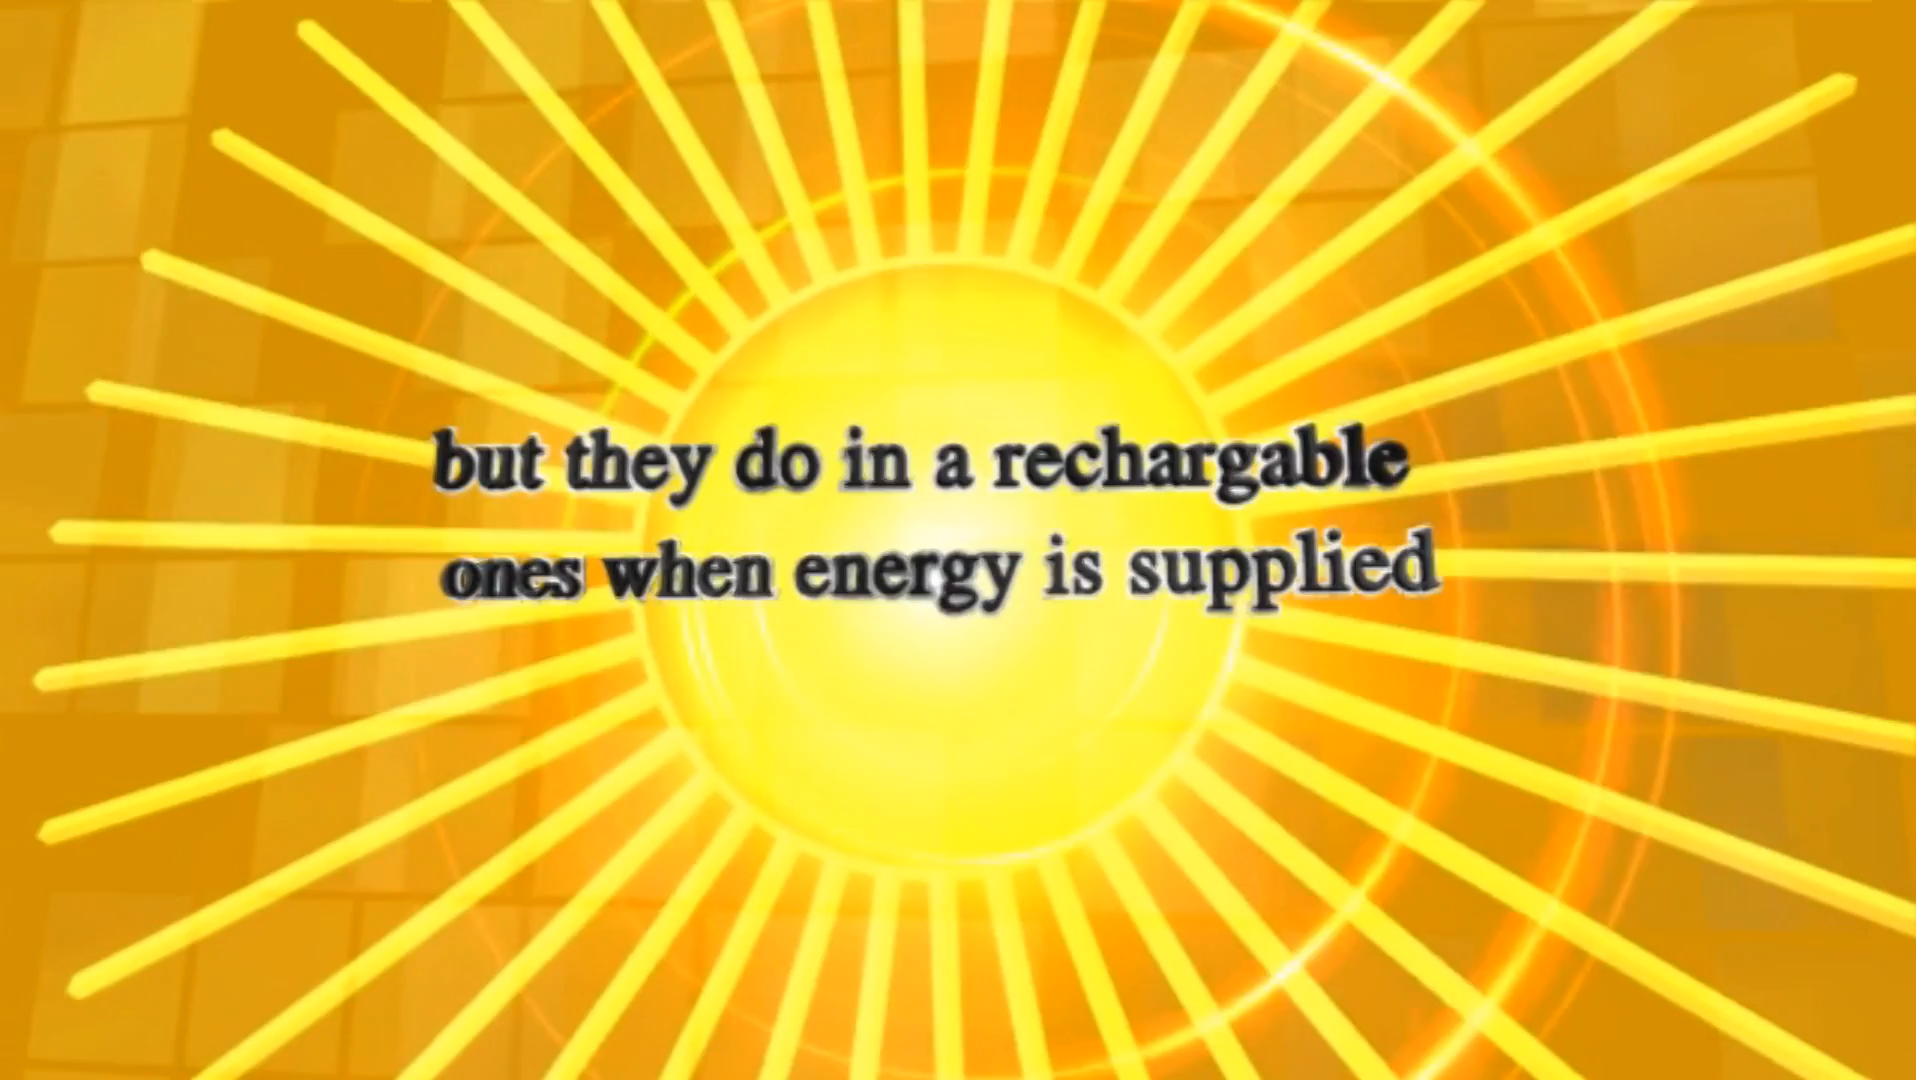 but they do in a rechargable
ones when energy is supplied